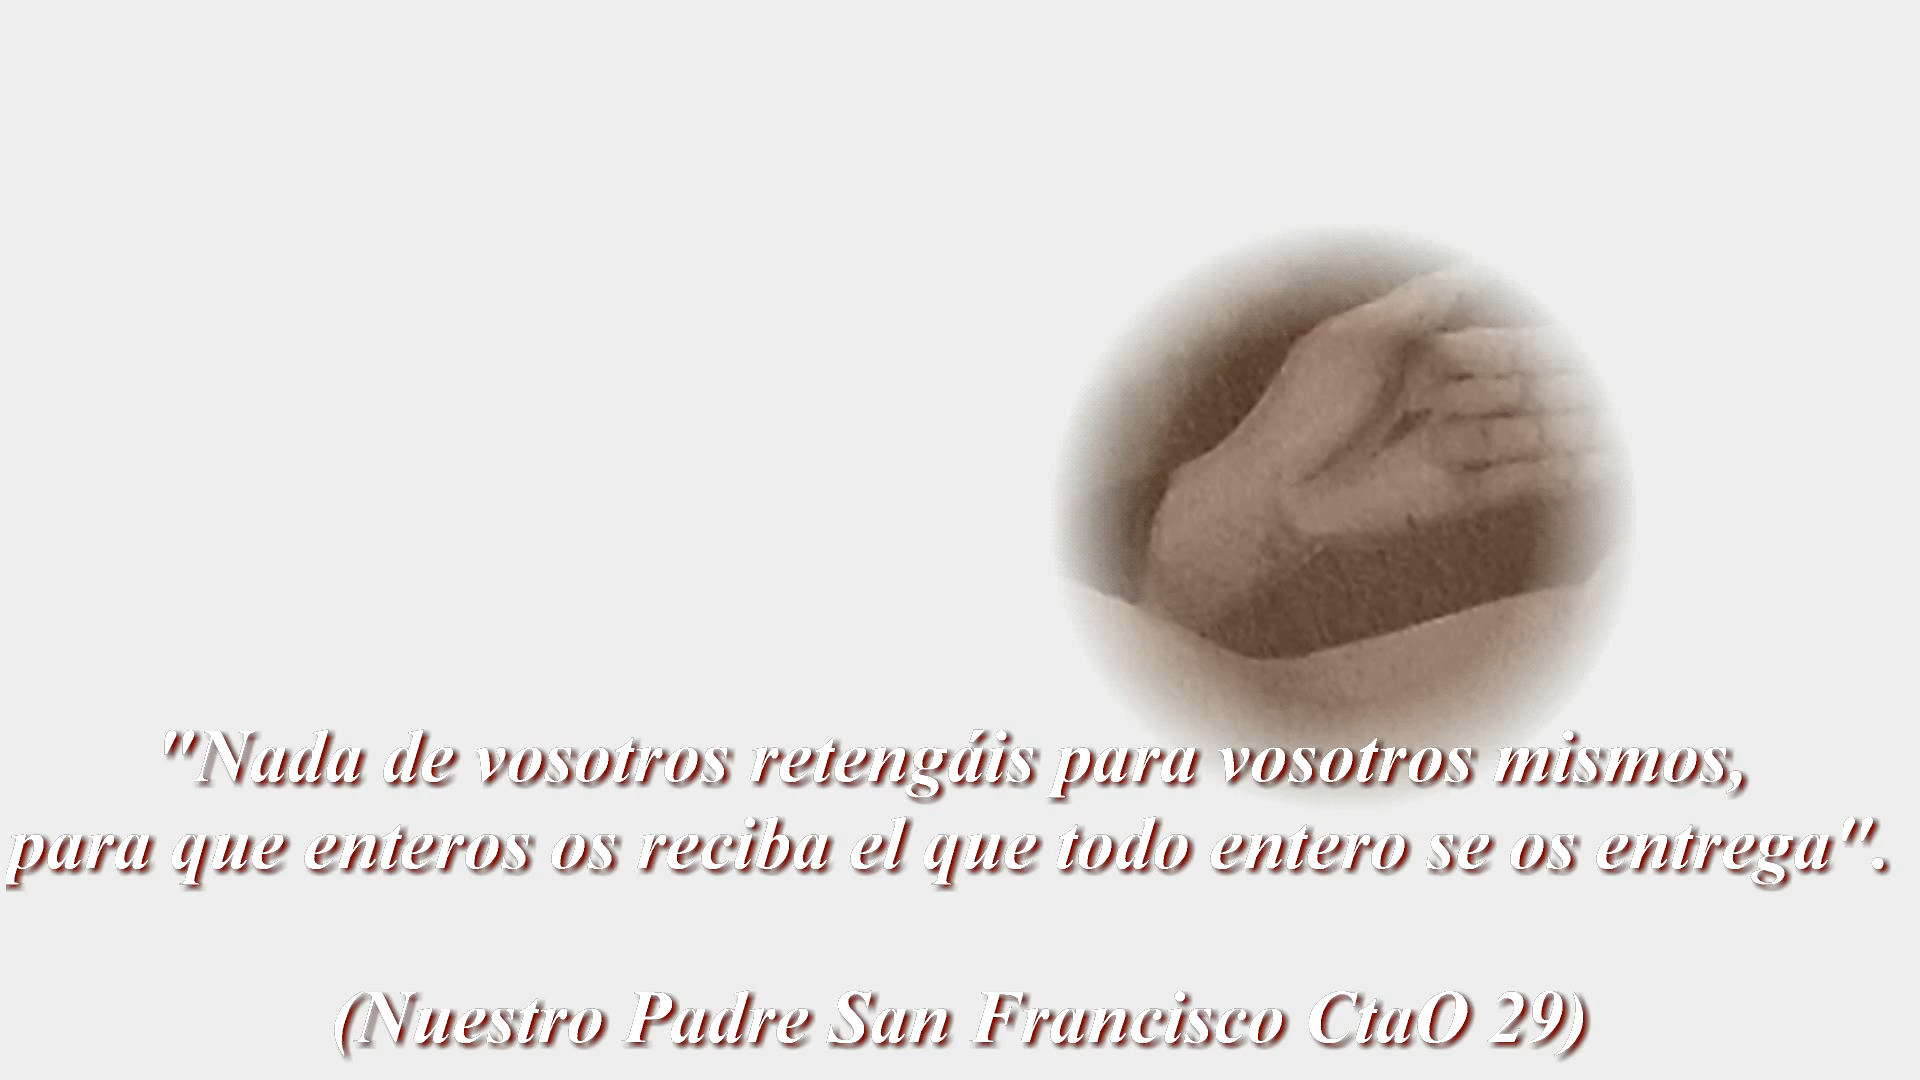 "Nada de vosotros retengáis para vosotros mismos,
para que enteros os reciba el que todo entero se os entrega".
(Nuestro Padre San Francisco CtaO 29)